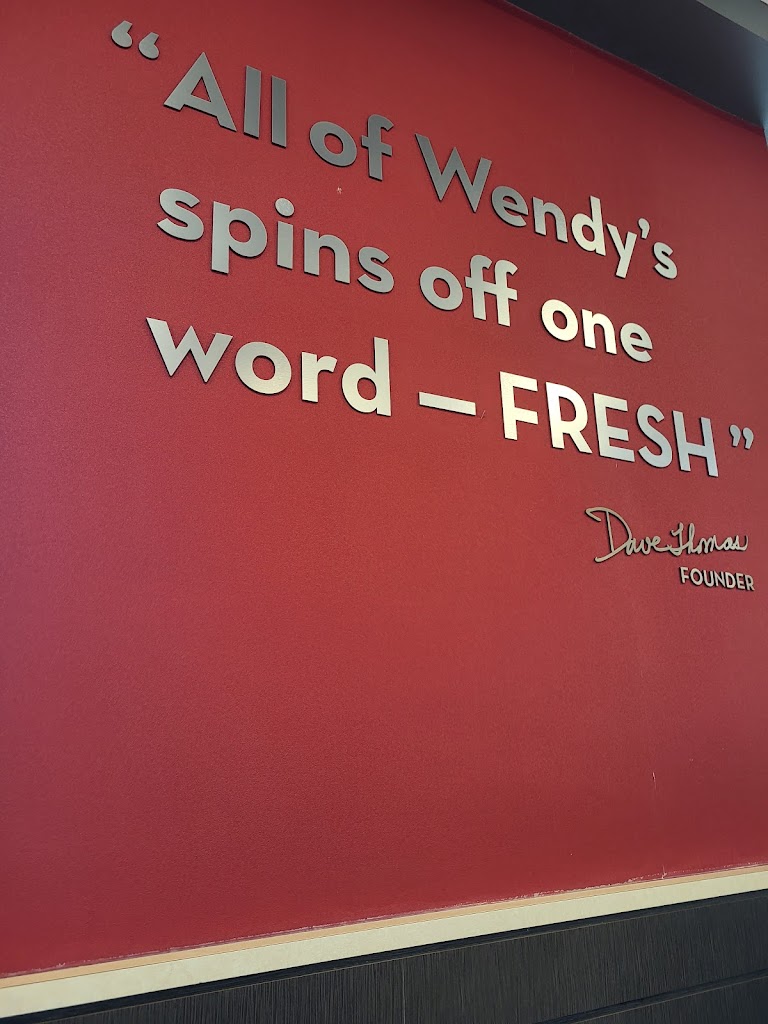 “All of Wendy’s
spins off one
word – FRESH”
Dave Thomas
FOUNDER